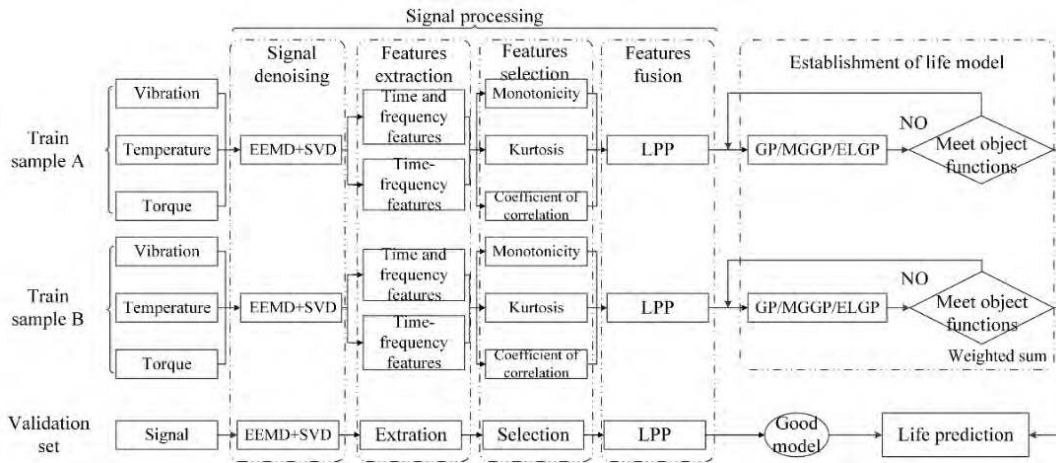 Signal processing
Signal
denoising
Features
extraction
Features
selection
Features
fusion
Establishment of life model
Train
sample A
Vibration
Temperature
Torque
EEMD+SVD
Time and
frequency
features
Time-
frequency
features
Monotonicity
Kurtosis
Coefficient of
correlation
LPP
GP/MGGP/ELGP
NO
Meet object
functions
Train
sample B
Vibration
Temperature
Torque
EEMD+SVD
Time and
frequency
features
Time-
frequency
features
Monotonicity
Kurtosis
Coefficient of
correlation
LPP
GP/MGGP/ELGP
NO
Meet object
functions
Weighted sum
Validation
set
Signal
EEMD+SVD
Extration
Selection
LPP
Good
model
Life prediction